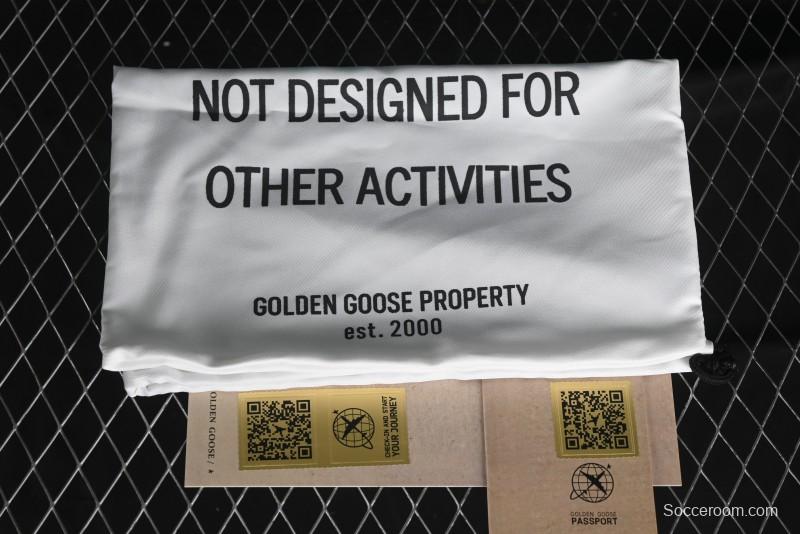 NOT DESIGNED FOR
OTHER ACTIVITIES
GOLDEN GOOSE PROPERTY
est. 2000
OLDEN GOOSE /
CHECK-IN AND START
YOUR JOURNEY
GOLDEN GOOSE
PASSPORT
Socceroom.com